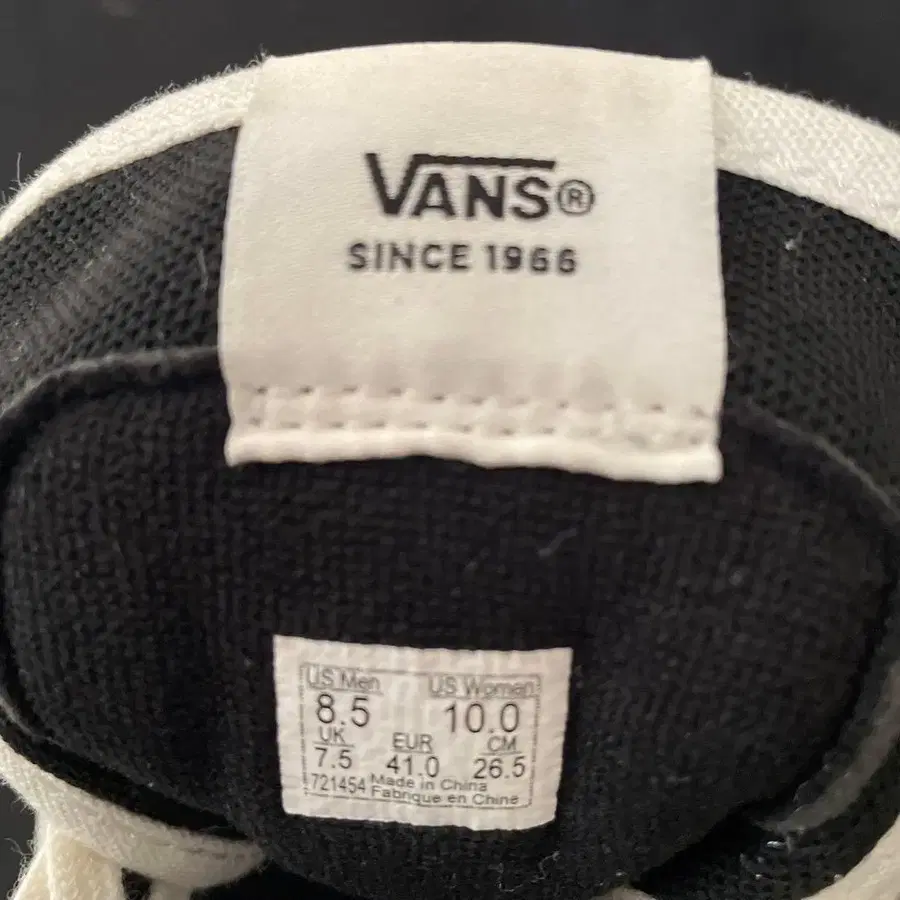 VANS®
SINCE 1966
US Men US Women
8.5 10.0
UK EUR CM
7.5 41.0 26.5
721454 Made in China
Fabrique en Chine